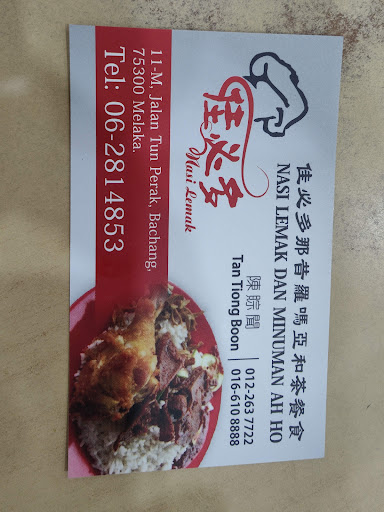 佳必多
Nasi Lemak
佳必多那昔羅嗎亞和茶餐食
NASI LEMAK DAN MINUMAN AH HO
陳賩聞
Tan Tiong Boon
012-263 7722
016-610 8888
11-M, Jalan Tun Perak, Bachang,
75300 Melaka.
Tel: 06-2814853